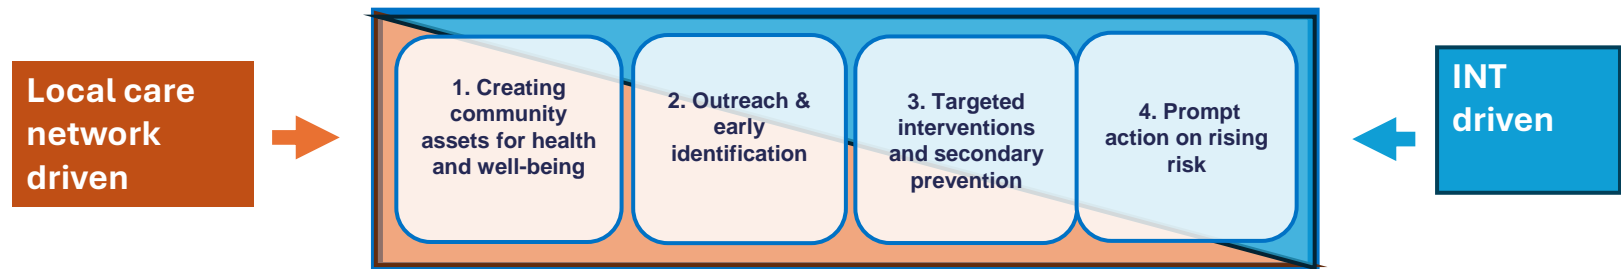 Local care
network
driven
1. Creating
community
assets for health
and well-being
2. Outreach &
early
identification
3. Targeted
interventions
and secondary
prevention
4. Prompt
action on rising
risk
INT
driven